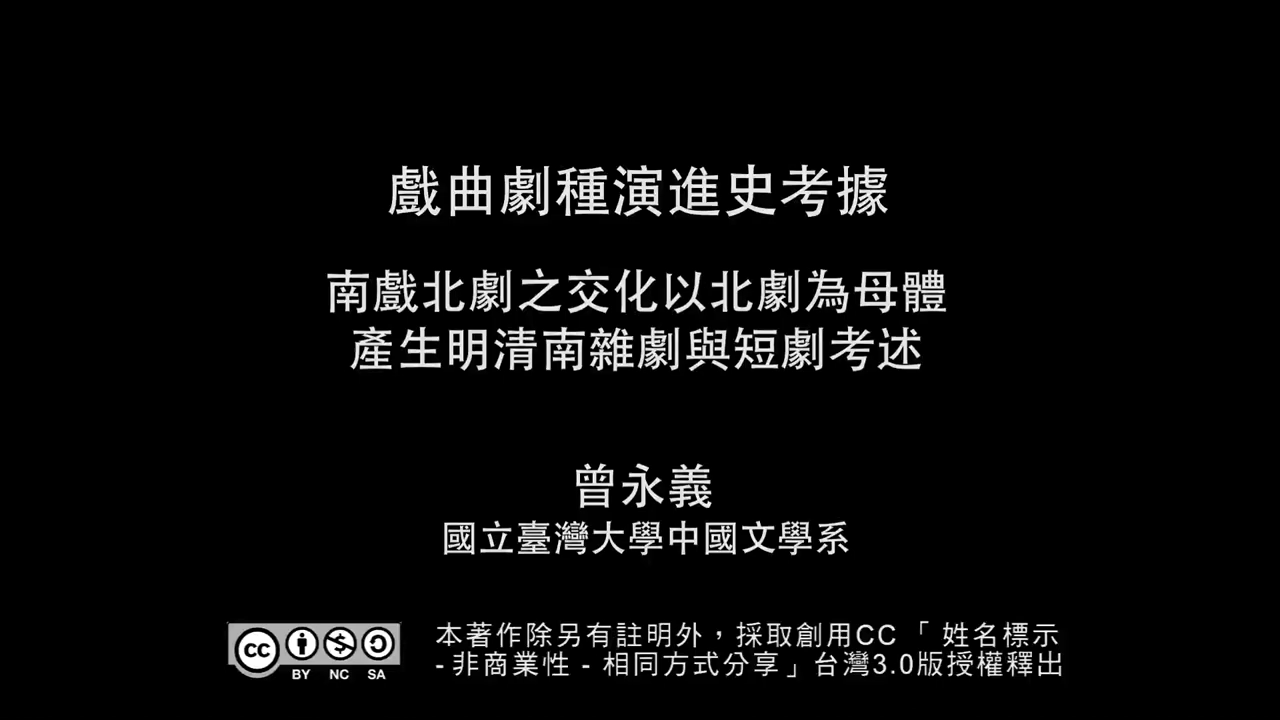 戲曲劇種演進史考據
南戲北劇之交化以北劇為母體
產生明清南雜劇與短劇考述
曾永義
國立臺灣大學中國文學系
本著作除另有註明外，採取創用CC「 姓名標示
- 非商業性 - 相同方式分享」台灣3.0版授權釋出
cc
BY NC SA